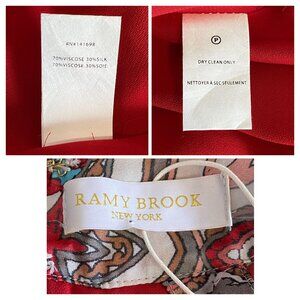 RN#141698
70%VISCOSE 30%SILK
70%VISCOSE 30%SOIE
P
DRY CLEAN ONLY
NETTOYER À SEC SEULEMENT
RAMY BROOK
NEW YORK